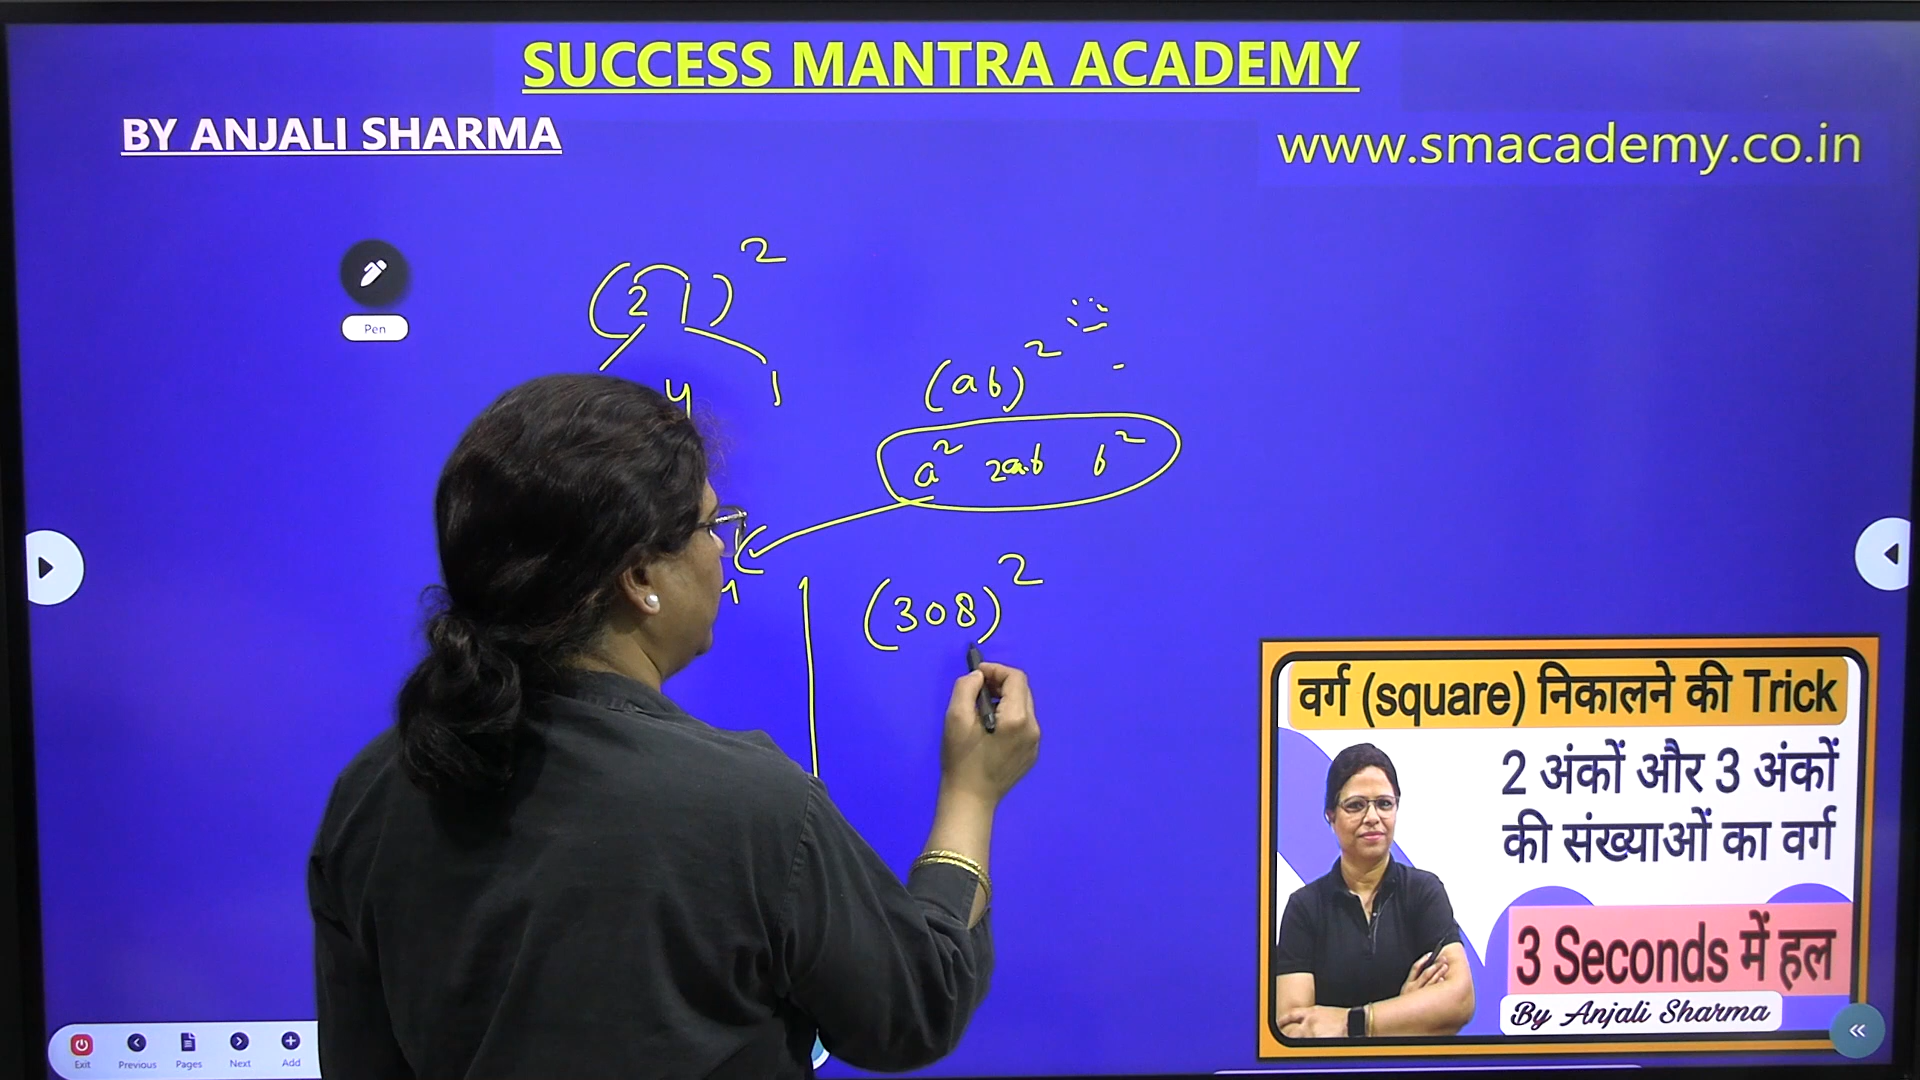 SUCCESS MANTRA ACADEMY
BY ANJALI SHARMA
www.smacademy.co.in
Pen
(21)²
4 1
(ab)²
a² 2a.b b²
(308)²
वर्ग (square) निकालने की Trick
2 अंकों और 3 अंकों
की संख्याओं का वर्ग
3 Seconds में हल
By Anjali Sharma
Exit Previous Pages Next Add